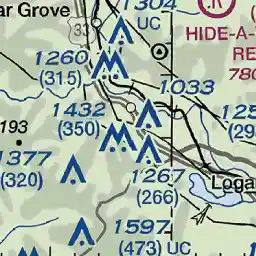 1304
UC
ar Grove
33
HIDE-A-
RE
780
1260
(315)
1033
1432
(350)
125
(29
193
1377
(320)
1267
(266)
Loga
1597
(473) UC